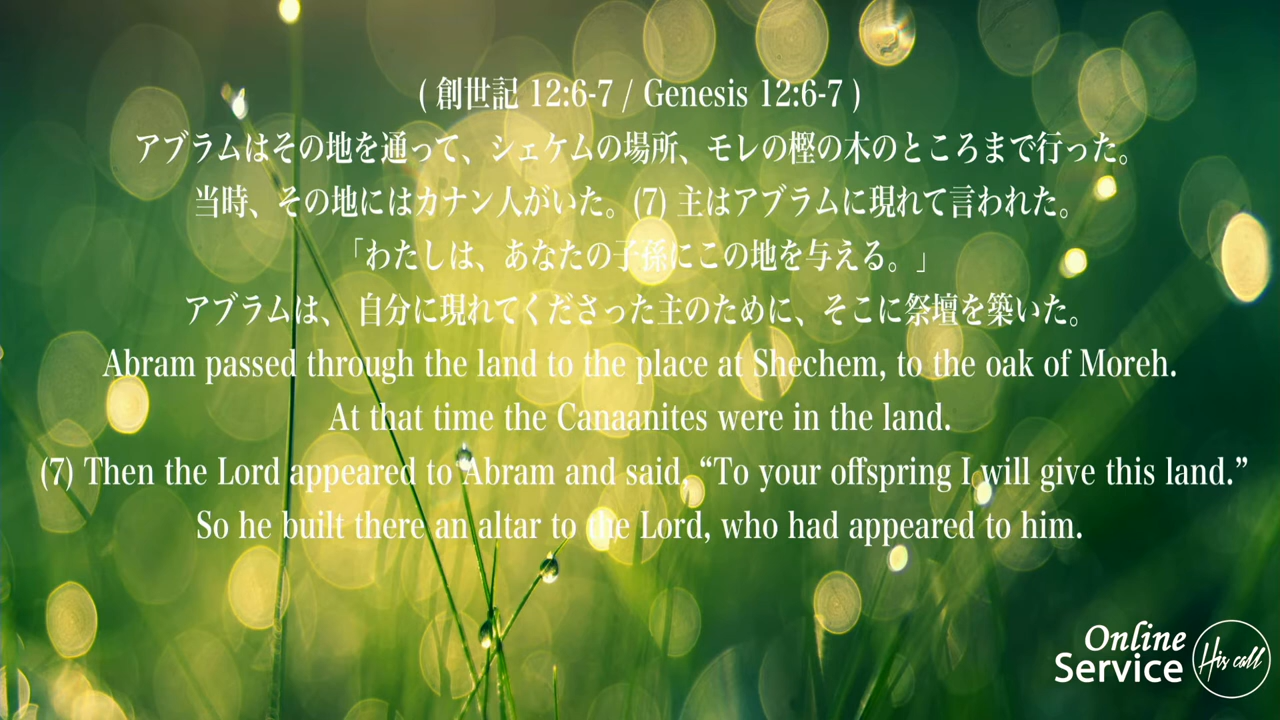 ( 創世記 12:6-7 / Genesis 12:6-7 )
アブラムはその地を通って、シェケムの場所、モレの樫の木のところまで行った。
当時、その地にはカナン人がいた。(7) 主はアブラムに現れて言われた。
「わたしは、あなたの子孫にこの地を与える。」
アブラムは、 自分に現れてくださった主のために、そこに祭壇を築いた。
Abram passed through the land to the place at Shechem, to the oak of Moreh.
At that time the Canaanites were in the land.
(7) Then the Lord appeared to Abram and said, “To your offspring I will give this land.”
So he built there an altar to the Lord, who had appeared to him.
Online
Service
His call